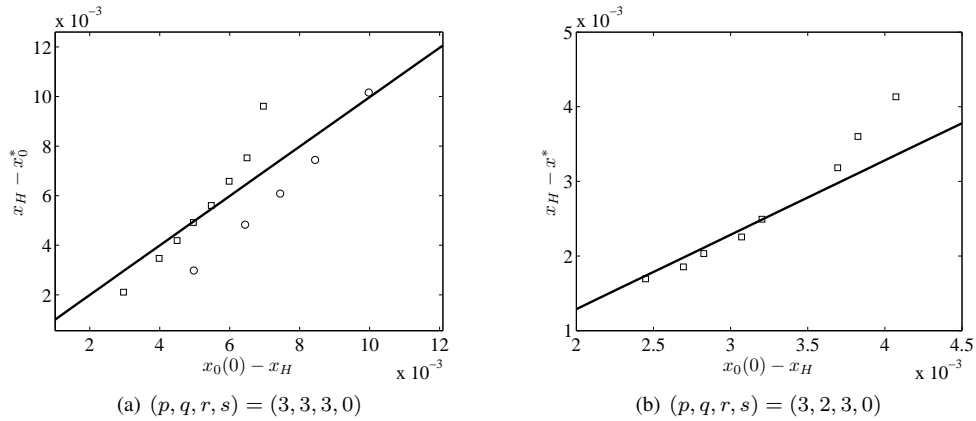 x 10⁻³
12
10
8
6
4
2
x_H − x_0^*
2 4 6 8 10 12
x_0(0) − x_H
x 10⁻³
(a) (p, q, r, s) = (3, 3, 3, 0)
x 10⁻³
5
4
3
2
1
x_H − x^*
2 2.5 3 3.5 4 4.5
x_0(0) − x_H
x 10⁻³
(b) (p, q, r, s) = (3, 2, 3, 0)